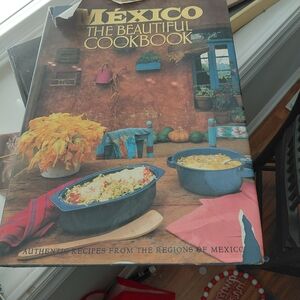 MEXICO
THE BEAUTIFUL
COOKBOOK
AUTHENTIC RECIPES FROM THE REGIONS OF MEXICO